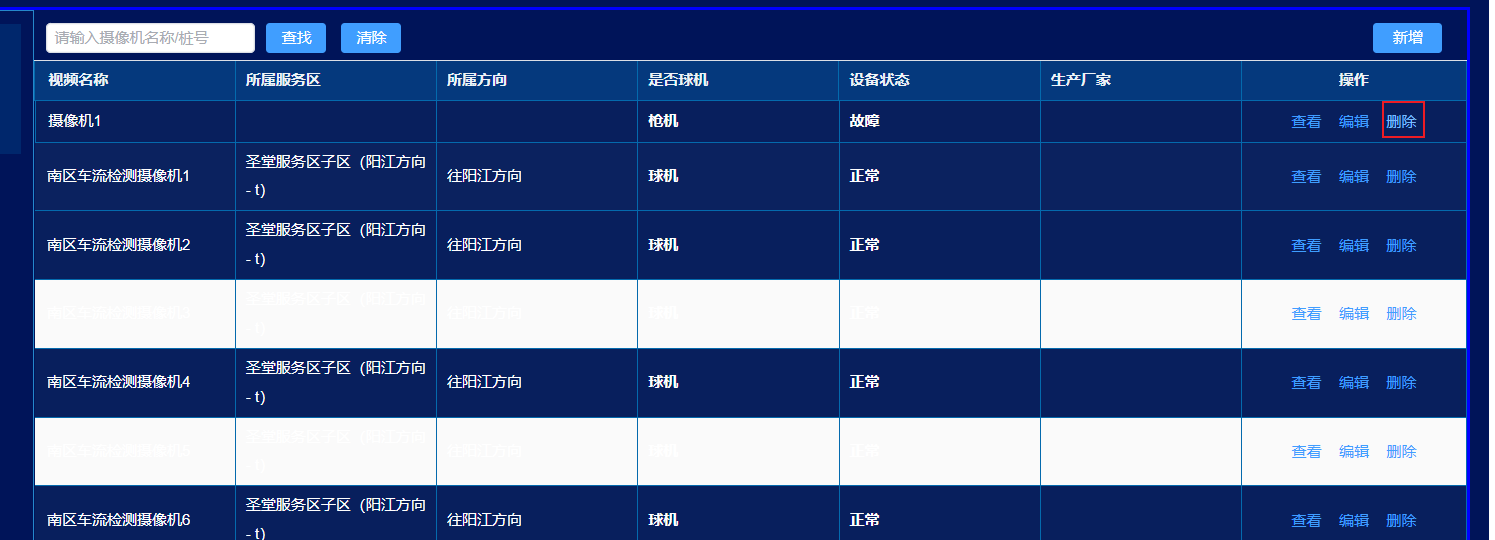 请输入摄像机名称/桩号 查找 清除 新增
视频名称 所属服务区 所属方向 是否球机 设备状态 生产厂家 操作
摄像机1 枪机 故障 查看 编辑 删除
圣堂服务区子区（阳江方向
南区车流检测摄像机1 往阳江方向 球机 正常 查看 编辑 删除
- t）
圣堂服务区子区（阳江方向
南区车流检测摄像机2 往阳江方向 球机 正常 查看 编辑 删除
- t）
圣堂服务区子区（阳江方向
南区车流检测摄像机3 往阳江方向 球机 正常 查看 编辑 删除
- t）
圣堂服务区子区（阳江方向
南区车流检测摄像机4 往阳江方向 球机 正常 查看 编辑 删除
- t）
圣堂服务区子区（阳江方向
南区车流检测摄像机5 往阳江方向 球机 正常 查看 编辑 删除
- t）
圣堂服务区子区（阳江方向
南区车流检测摄像机6 往阳江方向 球机 正常 查看 编辑 删除
- t）